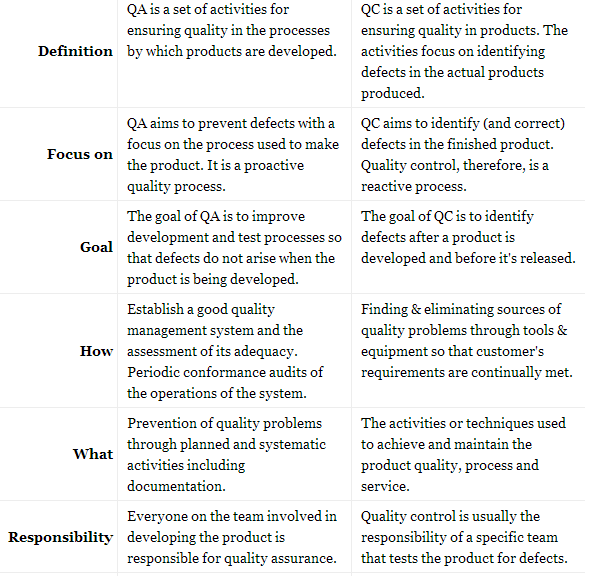 Definition
QA is a set of activities for
ensuring quality in the processes
by which products are developed.
QC is a set of activities for
ensuring quality in products. The
activities focus on identifying
defects in the actual products
produced.
Focus on
QA aims to prevent defects with a
focus on the process used to make
the product. It is a proactive
quality process.
QC aims to identify (and correct)
defects in the finished product.
Quality control, therefore, is a
reactive process.
Goal
The goal of QA is to improve
development and test processes so
that defects do not arise when the
product is being developed.
The goal of QC is to identify
defects after a product is
developed and before it's released.
How
Establish a good quality
management system and the
assessment of its adequacy.
Periodic conformance audits of
the operations of the system.
Finding & eliminating sources of
quality problems through tools &
equipment so that customer's
requirements are continually met.
What
Prevention of quality problems
through planned and systematic
activities including
documentation.
The activities or techniques used
to achieve and maintain the
product quality, process and
service.
Responsibility
Everyone on the team involved in
developing the product is
responsible for quality assurance.
Quality control is usually the
responsibility of a specific team
that tests the product for defects.